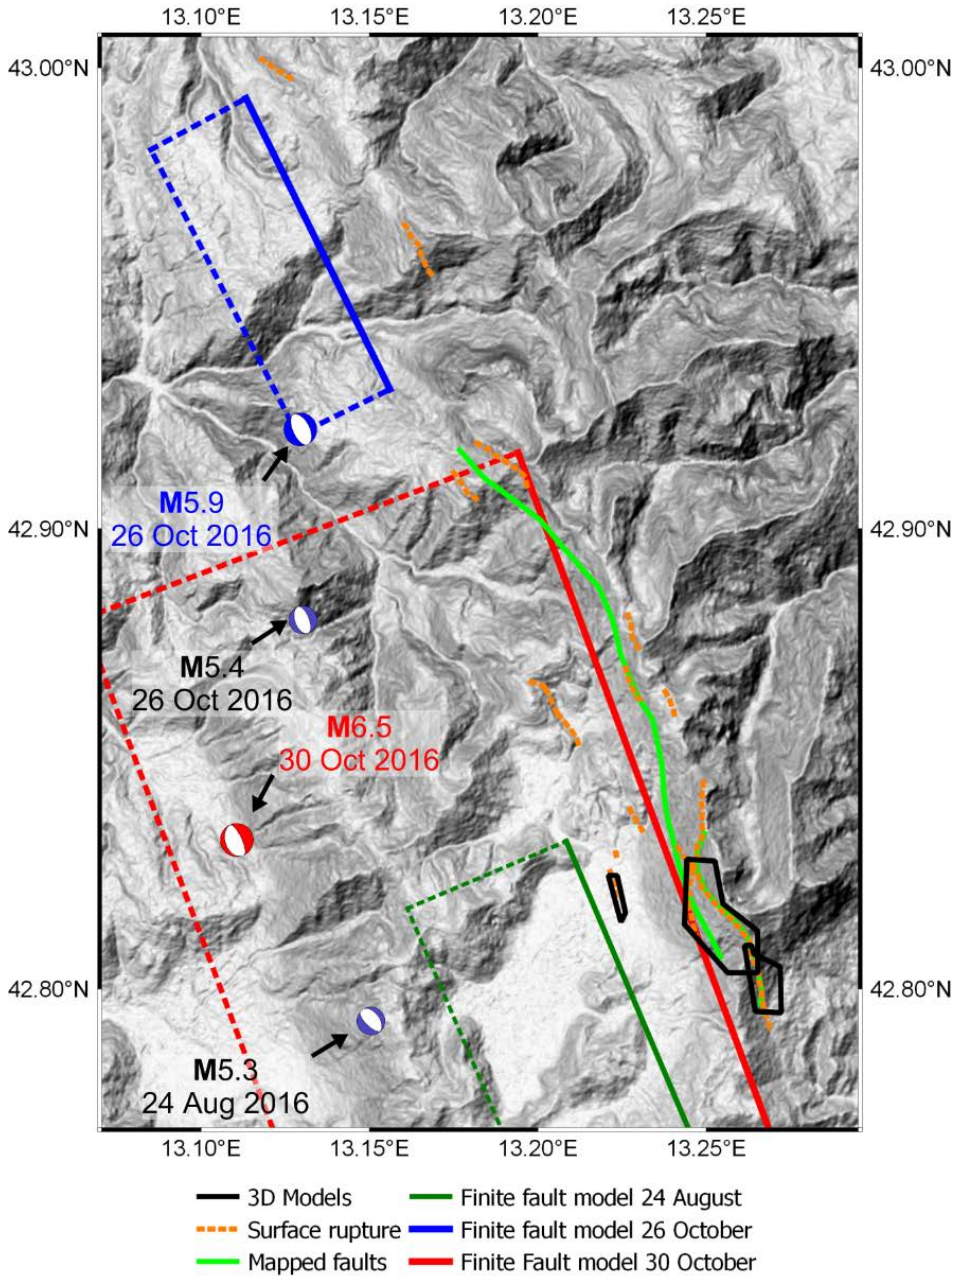 13.10°E 13.15°E 13.20°E 13.25°E
43.00°N 43.00°N
M5.9
26 Oct 2016
42.90°N 42.90°N
M5.4
26 Oct 2016
M6.5
30 Oct 2016
42.80°N 42.80°N
M5.3
24 Aug 2016
13.10°E 13.15°E 13.20°E 13.25°E
3D Models Finite fault model 24 August
Surface rupture Finite fault model 26 October
Mapped faults Finite Fault model 30 October